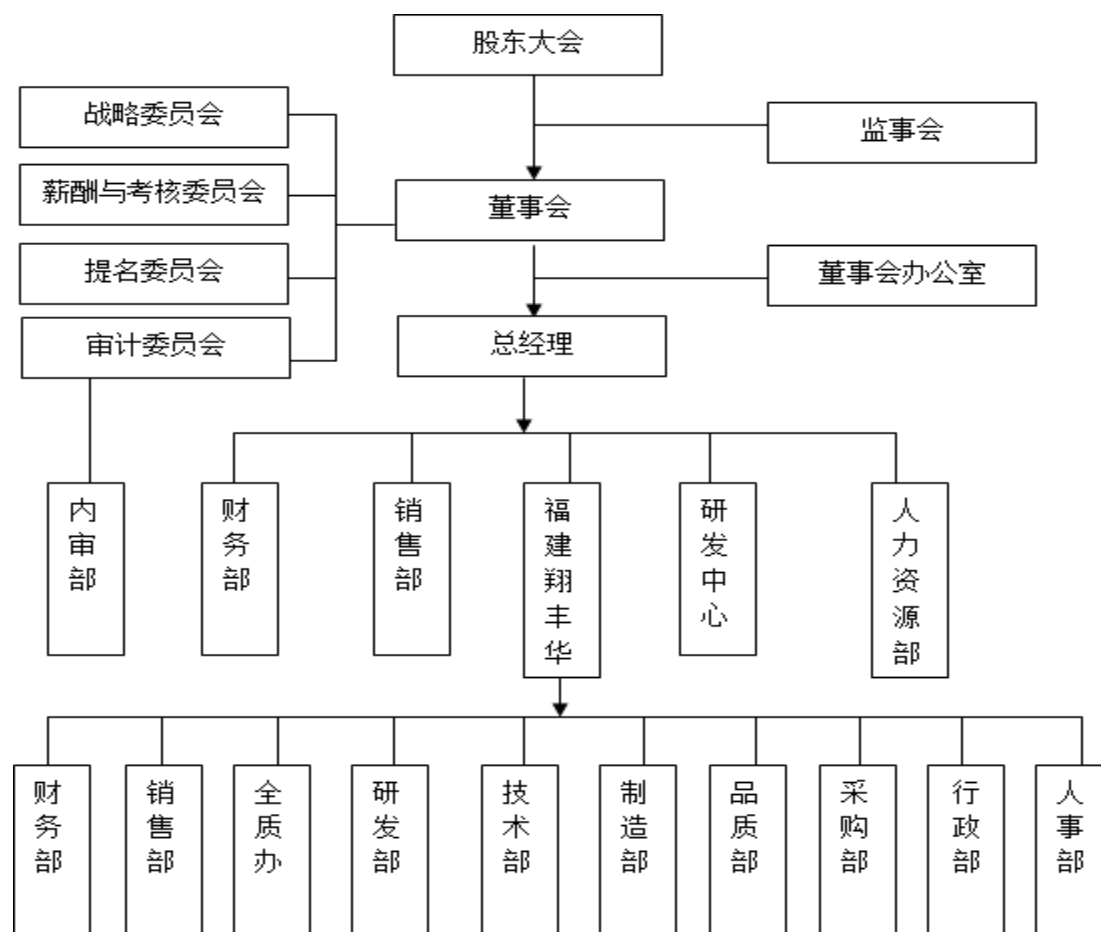 股东大会
战略委员会
监事会
薪酬与考核委员会
董事会
提名委员会
董事会办公室
审计委员会
总经理
内审部
财务部
销售部
福建翔丰华
研发中心
人力资源部
财务部
销售部
全质办
研发部
技术部
制造部
品质部
采购部
行政部
人事部